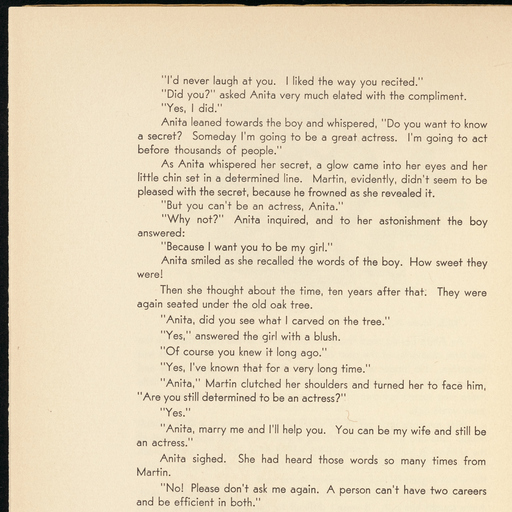 "I'd never laugh at you. I liked the way you recited."
"Did you?" asked Anita very much elated with the compliment.
"Yes, I did."
Anita leaned towards the boy and whispered, "Do you want to know
a secret? Someday I'm going to be a great actress. I'm going to act
before thousands of people."
As Anita whispered her secret, a glow came into her eyes and her
little chin set in a determined line. Martin, evidently, didn't seem to be
pleased with the secret, because he frowned as she revealed it.
"But you can't be an actress, Anita."
"Why not?" Anita inquired, and to her astonishment the boy
answered:
"Because I want you to be my girl."
Anita smiled as she recalled the words of the boy. How sweet they
were!
Then she thought about the time, ten years after that. They were
again seated under the old oak tree.
"Anita, did you see what I carved on the tree."
"Yes," answered the girl with a blush.
"Of course you knew it long ago."
"Yes, I've known that for a very long time."
"Anita," Martin clutched her shoulders and turned her to face him,
"Are you still determined to be an actress?"
"Yes."
"Anita, marry me and I'll help you. You can be my wife and still be
an actress."
Anita sighed. She had heard those words so many times from
Martin.
"No! Please don't ask me again. A person can't have two careers
and be efficient in both."